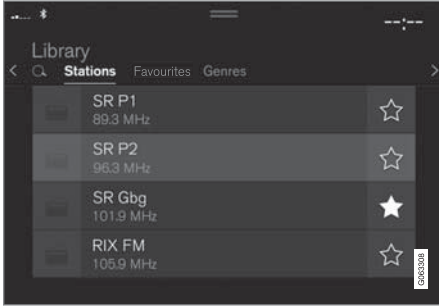 --:--
Library
Stations Favourites Genres
SR P1
89.3 MHz
SR P2
96.3 MHz
SR Gbg
101.9 MHz
RIX FM
105.9 MHz
G063308